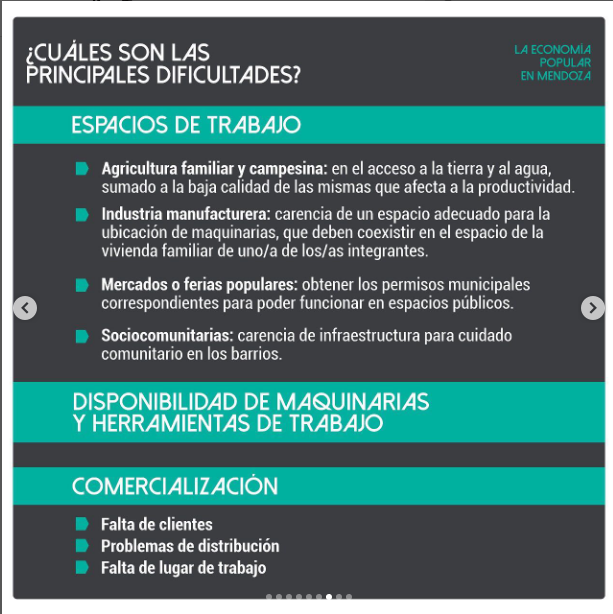 ¿CUÁLES SON LAS
PRINCIPALES DIFICULTADES?
LA ECONOMÍA
POPULAR
EN MENDOZA
ESPACIOS DE TRABAJO
Agricultura familiar y campesina: en el acceso a la tierra y al agua,
sumado a la baja calidad de las mismas que afecta a la productividad.
Industria manufacturera: carencia de un espacio adecuado para la
ubicación de maquinarias, que deben coexistir en el espacio de la
vivienda familiar de uno/a de los/as integrantes.
Mercados o ferias populares: obtener los permisos municipales
correspondientes para poder funcionar en espacios públicos.
Sociocomunitarias: carencia de infraestructura para cuidado
comunitario en los barrios.
DISPONIBILIDAD DE MAQUINARIAS
Y HERRAMIENTAS DE TRABAJO
COMERCIALIZACIÓN
Falta de clientes
Problemas de distribución
Falta de lugar de trabajo